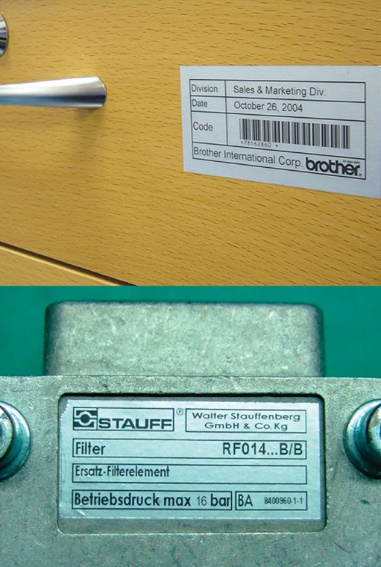 Division Sales & Marketing Div.
Date October 26, 2004
Code
*78162860 *
Brother International Corp. brother
STAUFF ® Walter Stauffenberg
GmbH & Co.Kg
Filter RF014...B/B
Ersatz-Filterelement
Betriebsdruck max 16 bar BA 8400960-1-1